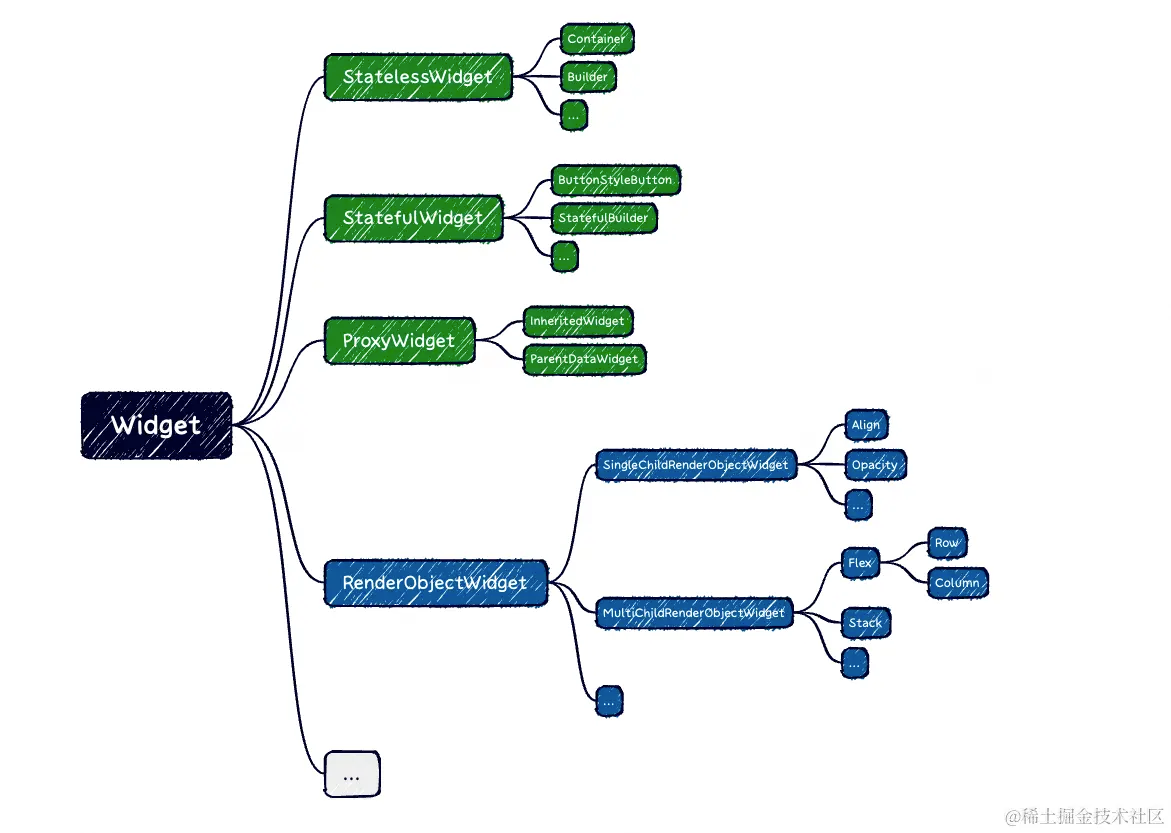 Widget
StatelessWidget
Container
Builder
...
StatefulWidget
ButtonStyleButton
StatefulBuilder
...
ProxyWidget
InheritedWidget
ParentDataWidget
RenderObjectWidget
SingleChildRenderObjectWidget
Align
Opacity
...
MultiChildRenderObjectWidget
Flex
Row
Column
Stack
...
...
...
@稀土掘金技术社区